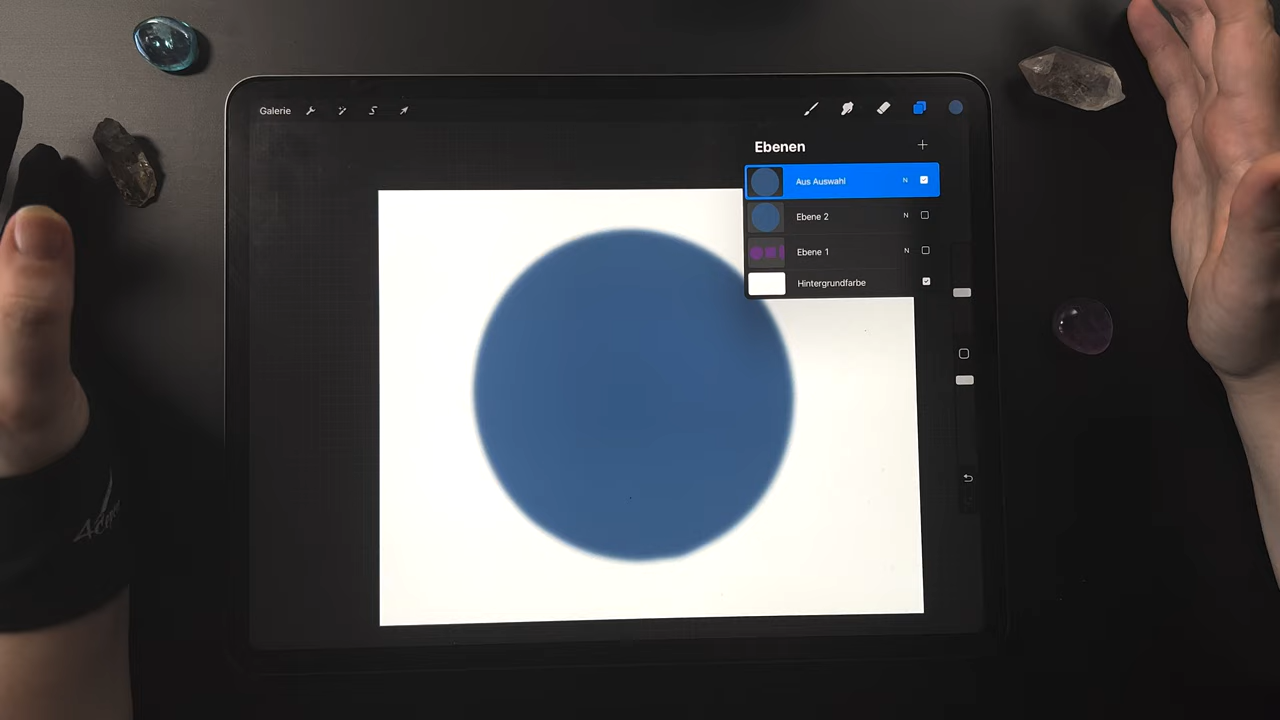 Galerie
Ebenen
Aus Auswahl N
Ebene 2 N
Ebene 1 N
Hintergrundfarbe